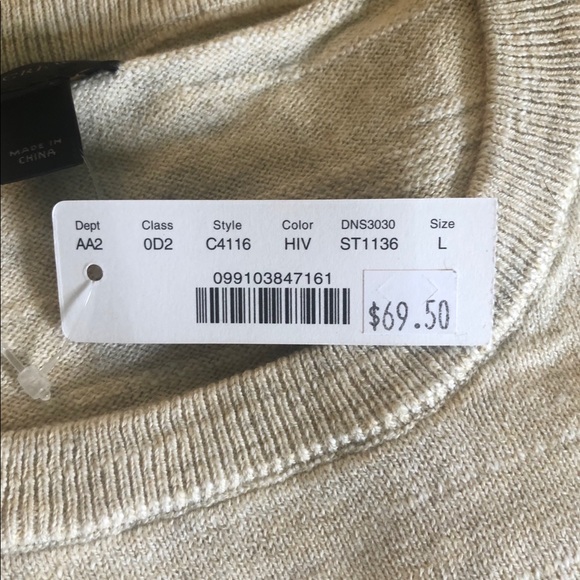 MADE IN
CHINA
Dept Class Style Color DNS3030 Size
AA2 0D2 C4116 HIV ST1136 L
099103847161
$69.50